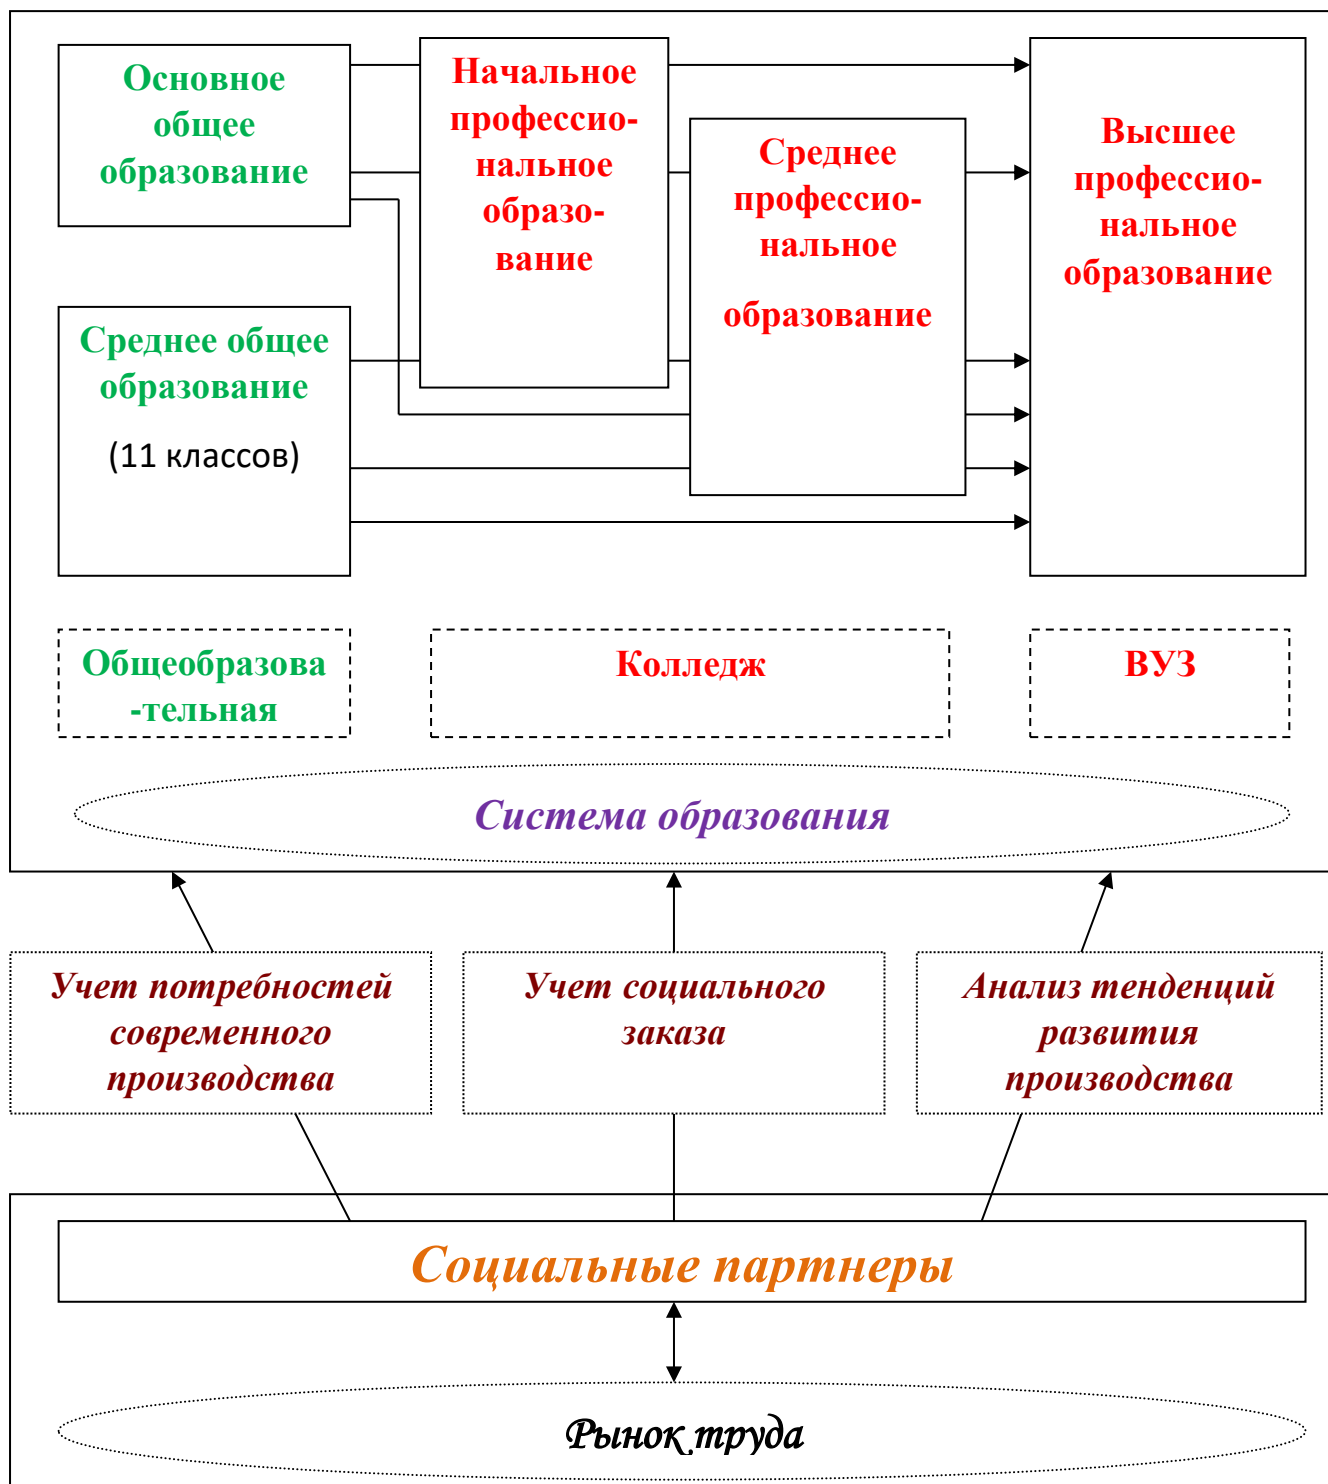 Основное
общее
образование
Начальное
профессио-
нальное
образо-
вание
Среднее
профессио-
нальное
образование
Высшее
профессио-
нальное
образование
Среднее общее
образование
(11 классов)
Общеобразова
-тельная
Колледж
ВУЗ
Система образования
Учет потребностей
современного
производства
Учет социального
заказа
Анализ тенденций
развития
производства
Социальные партнеры
Рынок труда